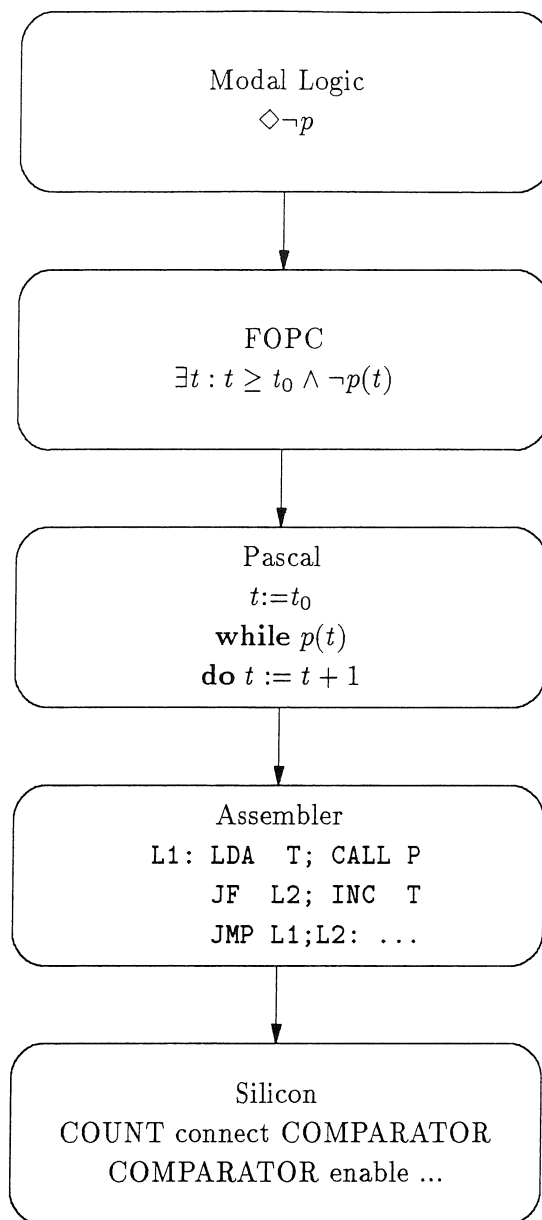 Modal Logic
◇¬p
FOPC
∃t : t ≥ t₀ ∧ ¬p(t)
Pascal
t:=t₀
while p(t)
do t := t + 1
Assembler
L1: LDA T; CALL P
JF L2; INC T
JMP L1;L2: ...
Silicon
COUNT connect COMPARATOR
COMPARATOR enable ...